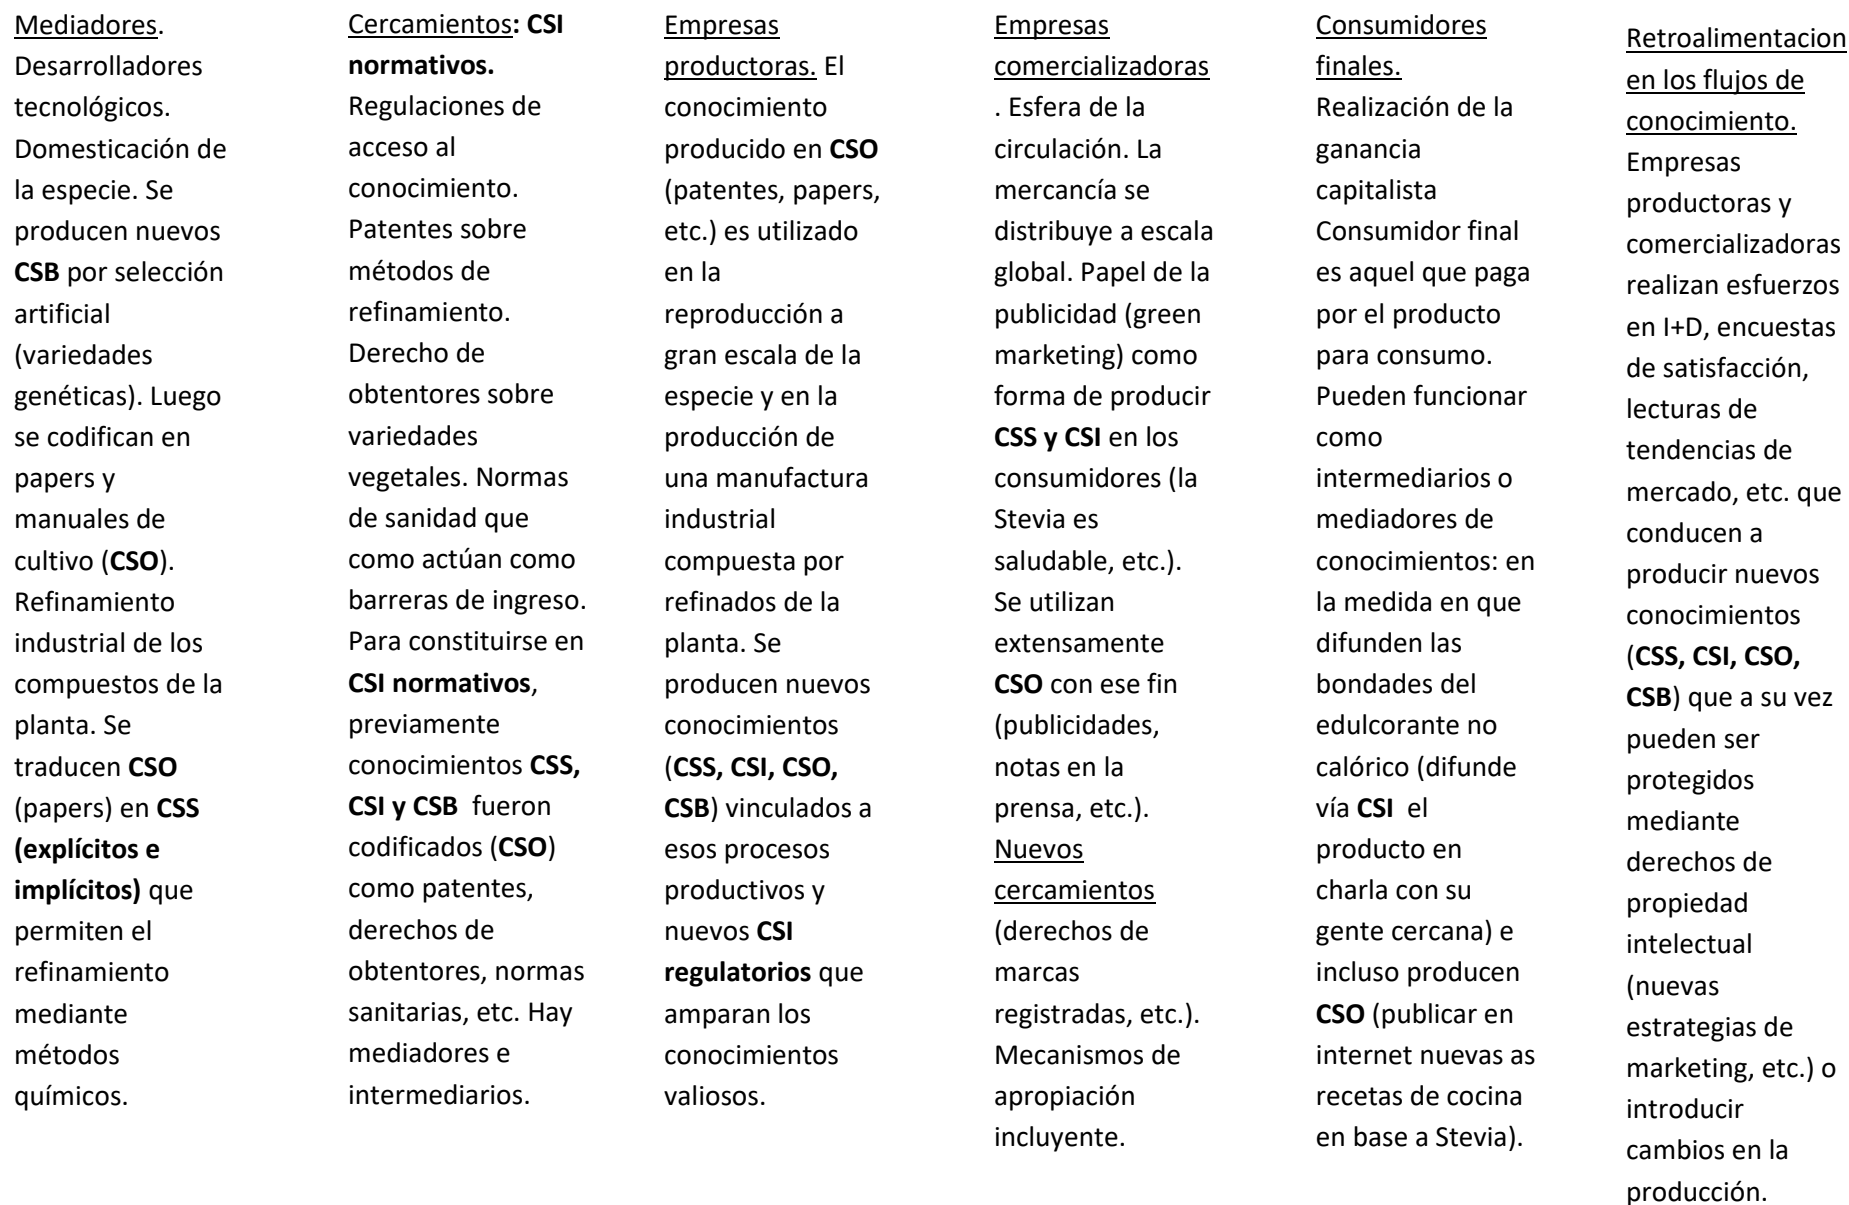 Mediadores.
Desarrolladores
tecnológicos.
Domesticación de
la especie. Se
producen nuevos
CSB por selección
artificial
(variedades
genéticas). Luego
se codifican en
papers y
manuales de
cultivo (CSO).
Refinamiento
industrial de los
compuestos de la
planta. Se
traducen CSO
(papers) en CSS
(explícitos e
implícitos) que
permiten el
refinamiento
mediante
métodos
químicos.
Cercamientos: CSI
normativos.
Regulaciones de
acceso al
conocimiento.
Patentes sobre
métodos de
refinamiento.
Derecho de
obtentores sobre
variedades
vegetales. Normas
de sanidad que
como actúan como
barreras de ingreso.
Para constituirse en
CSI normativos,
previamente
conocimientos CSS,
CSI y CSB fueron
codificados (CSO)
como patentes,
derechos de
obtentores, normas
sanitarias, etc. Hay
mediadores e
intermediarios.
Empresas
productoras. El
conocimiento
producido en CSO
(patentes, papers,
etc.) es utilizado
en la
reproducción a
gran escala de la
especie y en la
producción de
una manufactura
industrial
compuesta por
refinados de la
planta. Se
producen nuevos
conocimientos
(CSS, CSI, CSO,
CSB) vinculados a
esos procesos
productivos y
nuevos CSI
regulatorios que
amparan los
conocimientos
valiosos.
Empresas
comercializadoras
. Esfera de la
circulación. La
mercancía se
distribuye a escala
global. Papel de la
publicidad (green
marketing) como
forma de producir
CSS y CSI en los
consumidores (la
Stevia es
saludable, etc.).
Se utilizan
extensamente
CSO con ese fin
(publicidades,
notas en la
prensa, etc.).
Nuevos
cercamientos
(derechos de
marcas
registradas, etc.).
Mecanismos de
apropiación
incluyente.
Consumidores
finales.
Realización de la
ganancia
capitalista
Consumidor final
es aquel que paga
por el producto
para consumo.
Pueden funcionar
como
intermediarios o
mediadores de
conocimientos: en
la medida en que
difunden las
bondades del
edulcorante no
calórico (difunde
vía CSI el
producto en
charla con su
gente cercana) e
incluso producen
CSO (publicar en
internet nuevas as
recetas de cocina
en base a Stevia).
Retroalimentacion
en los flujos de
conocimiento.
Empresas
productoras y
comercializadoras
realizan esfuerzos
en I+D, encuestas
de satisfacción,
lecturas de
tendencias de
mercado, etc. que
conducen a
producir nuevos
conocimientos
(CSS, CSI, CSO,
CSB) que a su vez
pueden ser
protegidos
mediante
derechos de
propiedad
intelectual
(nuevas
estrategias de
marketing, etc.) o
introducir
cambios en la
producción.